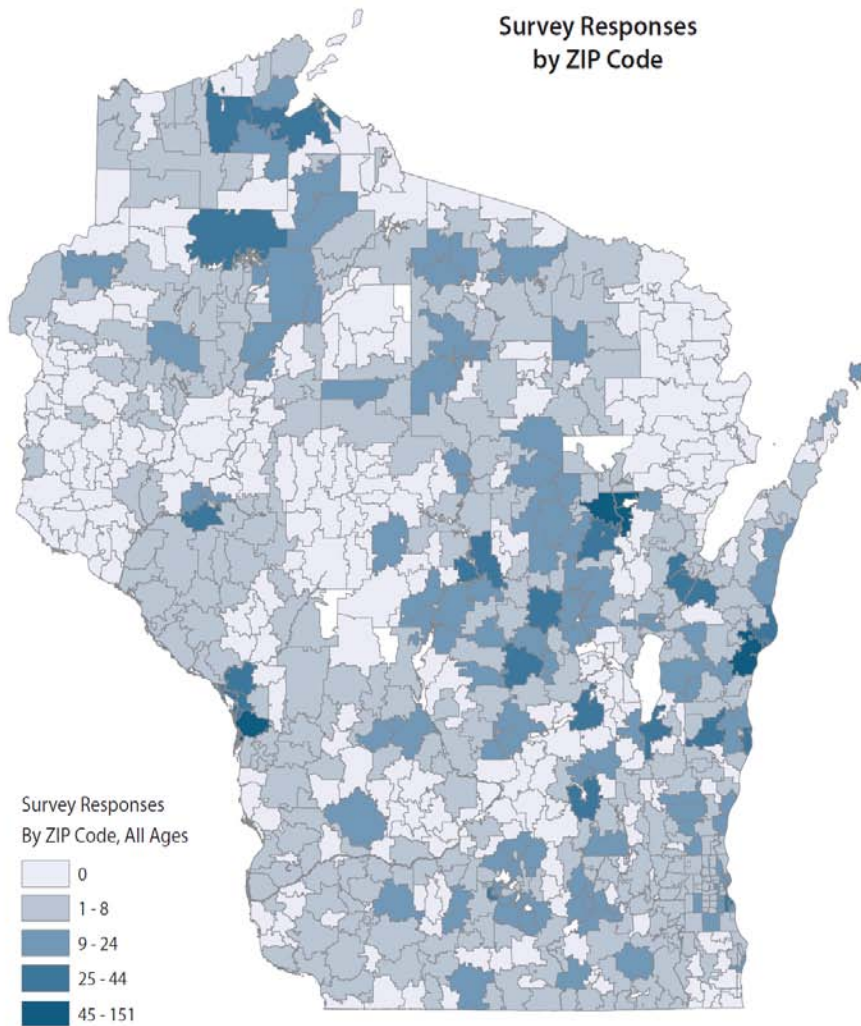 Survey Responses
by ZIP Code
Survey Responses
By ZIP Code, All Ages
0
1 - 8
9 - 24
25 - 44
45 - 151